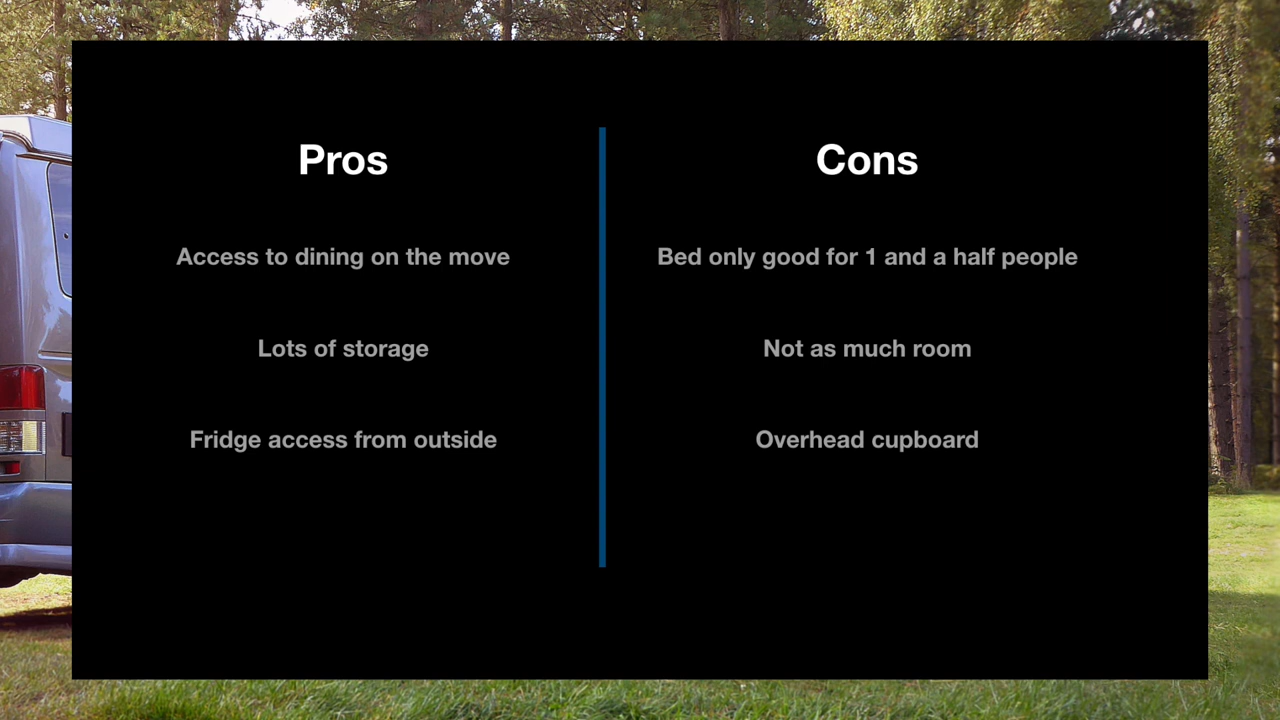 Pros
Cons
Access to dining on the move
Bed only good for 1 and a half people
Lots of storage
Not as much room
Fridge access from outside
Overhead cupboard